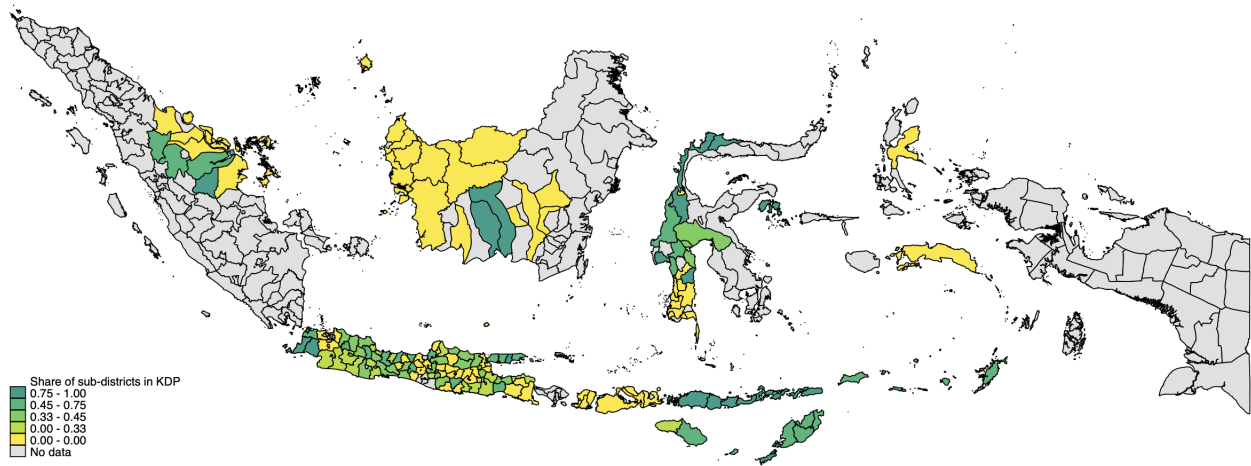 Share of sub-districts in KDP
0.75 - 1.00
0.45 - 0.75
0.33 - 0.45
0.00 - 0.33
0.00 - 0.00
No data